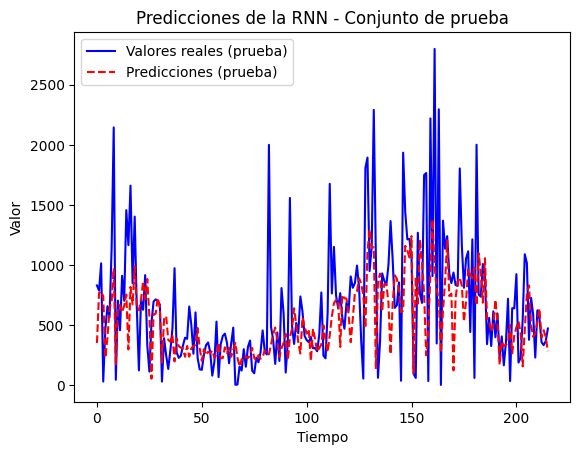 Predicciones de la RNN - Conjunto de prueba
Valores reales (prueba)
Predicciones (prueba)
2500
2000
1500
1000
500
0
Valor
0
50
100
150
200
Tiempo